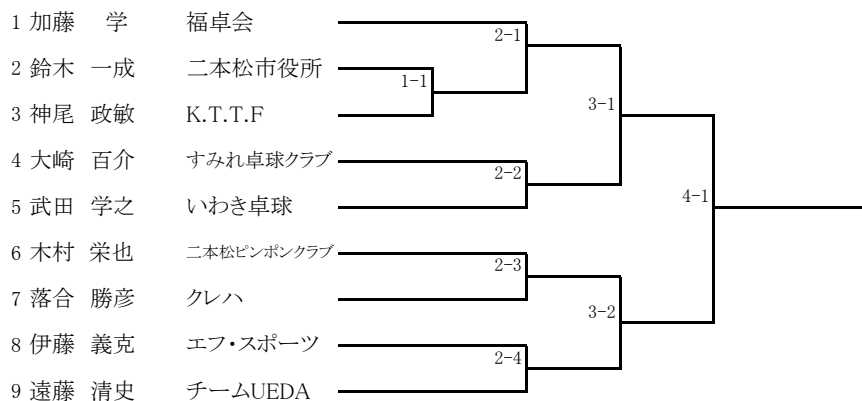 1 加藤 学 福卓会
2-1
2 鈴木 一成 二本松市役所
1-1
3 神尾 政敏 K.T.T.F
3-1
4 大崎 百介 すみれ卓球クラブ
2-2
5 武田 学之 いわき卓球
4-1
6 木村 栄也 二本松ピンポンクラブ
2-3
7 落合 勝彦 クレハ
3-2
8 伊藤 義克 エフ・スポーツ
2-4
9 遠藤 清史 チームUEDA